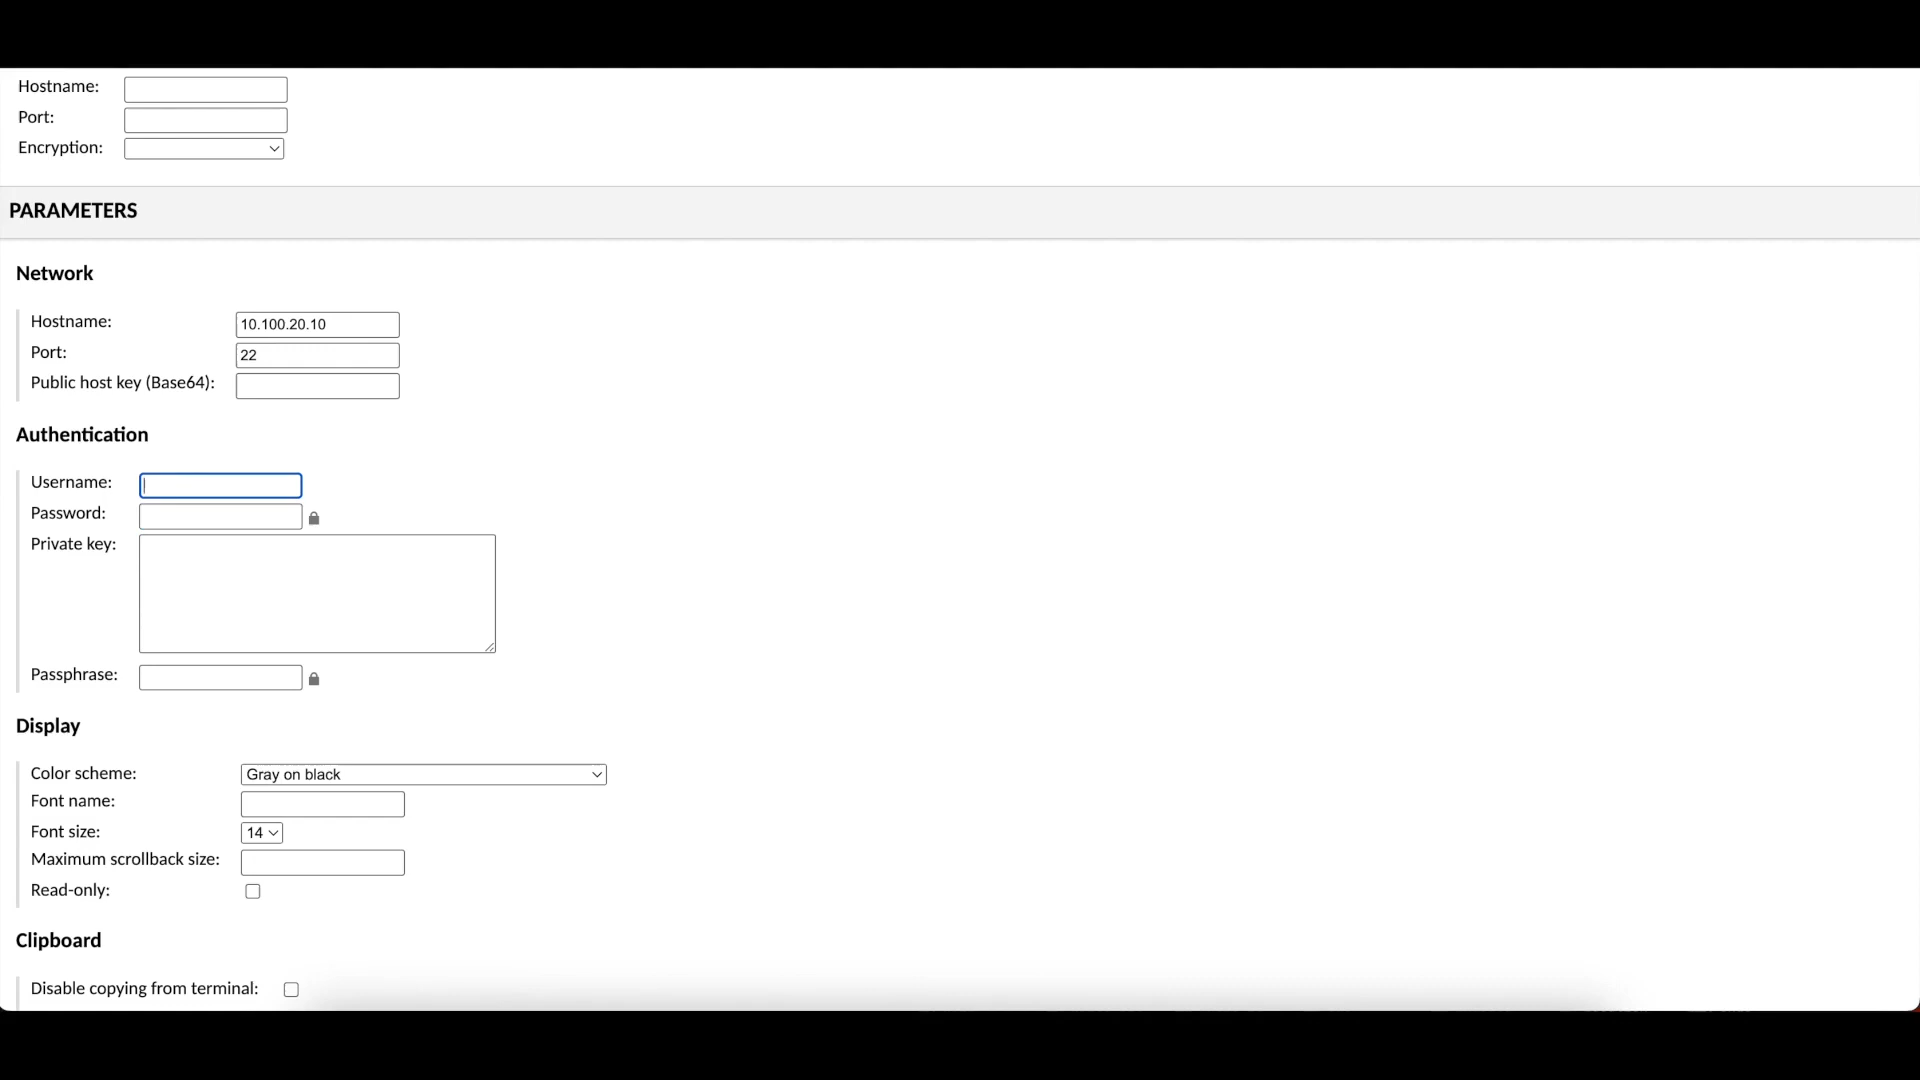 Hostname:
Port:
Encryption:
PARAMETERS
Network
Hostname: 10.100.20.10
Port: 22
Public host key (Base64):
Authentication
Username:
Password:
Private key:
Passphrase:
Display
Color scheme: Gray on black
Font name:
Font size: 14
Maximum scrollback size:
Read-only:
Clipboard
Disable copying from terminal: